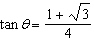 tan θ = (1 + √3) / 4